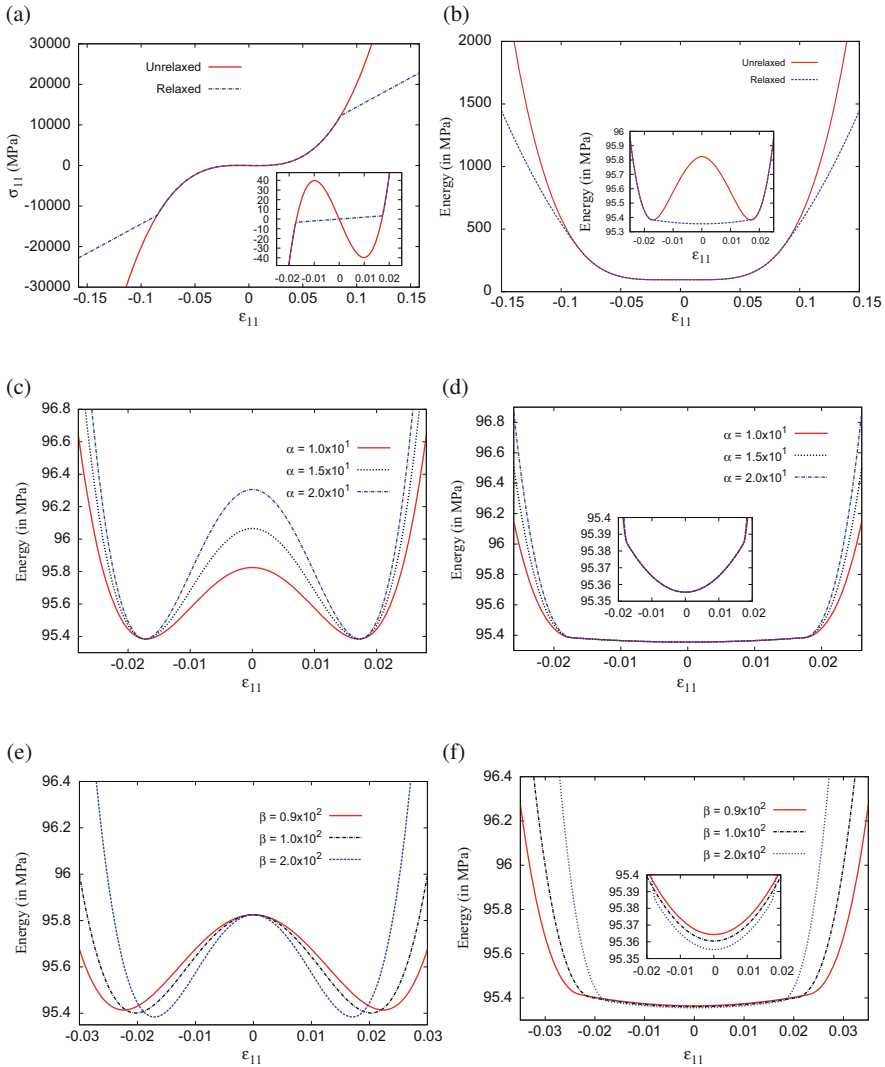 (a)
30000
20000
10000
0
-10000
-20000
-30000
σ11 (MPa)
Unrelaxed
Relaxed
40
30
20
10
0
-10
-20
-30
-40
-0.02 -0.01 0 0.01 0.02
-0.15 -0.1 -0.05 0 0.05 0.1 0.15
ε11
(b)
2000
1500
1000
500
0
Energy (in MPa)
Unrelaxed
Relaxed
96
95.9
95.8
95.7
95.6
95.5
95.4
95.3
Energy (in MPa)
-0.02 -0.01 0 0.01 0.02
ε11
-0.15 -0.1 -0.05 0 0.05 0.1 0.15
ε11
(c)
96.8
96.6
96.4
96.2
96
95.8
95.6
95.4
Energy (in MPa)
α = 1.0x10^1
α = 1.5x10^1
α = 2.0x10^1
-0.02 -0.01 0 0.01 0.02
ε11
(d)
96.8
96.6
96.4
96.2
96
95.8
95.6
95.4
Energy (in MPa)
α = 1.0x10^1
α = 1.5x10^1
α = 2.0x10^1
95.4
95.39
95.38
95.37
95.36
95.35
-0.02 -0.01 0 0.01 0.02
-0.02 -0.01 0 0.01 0.02
ε11
(e)
96.4
96.2
96
95.8
95.6
95.4
Energy (in MPa)
β = 0.9x10^2
β = 1.0x10^2
β = 2.0x10^2
-0.03 -0.02 -0.01 0 0.01 0.02 0.03
ε11
(f)
96.4
96.2
96
95.8
95.6
95.4
Energy (in MPa)
β = 0.9x10^2
β = 1.0x10^2
β = 2.0x10^2
95.4
95.39
95.38
95.37
95.36
95.35
-0.02 -0.01 0 0.01 0.02
-0.03 -0.02 -0.01 0 0.01 0.02 0.03
ε11